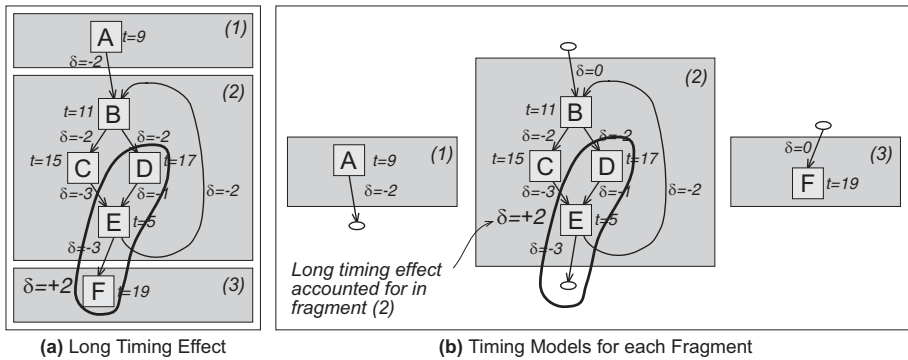 A
t=9
(1)
δ=-2
(2)
t=11
B
δ=-2
δ=-2
t=15
C
D
t=17
δ=-3
δ=-1
δ=-2
E
t=5
δ=-3
δ=+2
F
t=19
(3)
(a) Long Timing Effect
A
t=9
(1)
δ=-2
δ=0
(2)
t=11
B
δ=-2
δ=-2
t=15
C
D
t=17
δ=-3
δ=-1
δ=-2
δ=+2
E
t=5
δ=-3
Long timing effect
accounted for in
fragment (2)
δ=0
(3)
F
t=19
(b) Timing Models for each Fragment